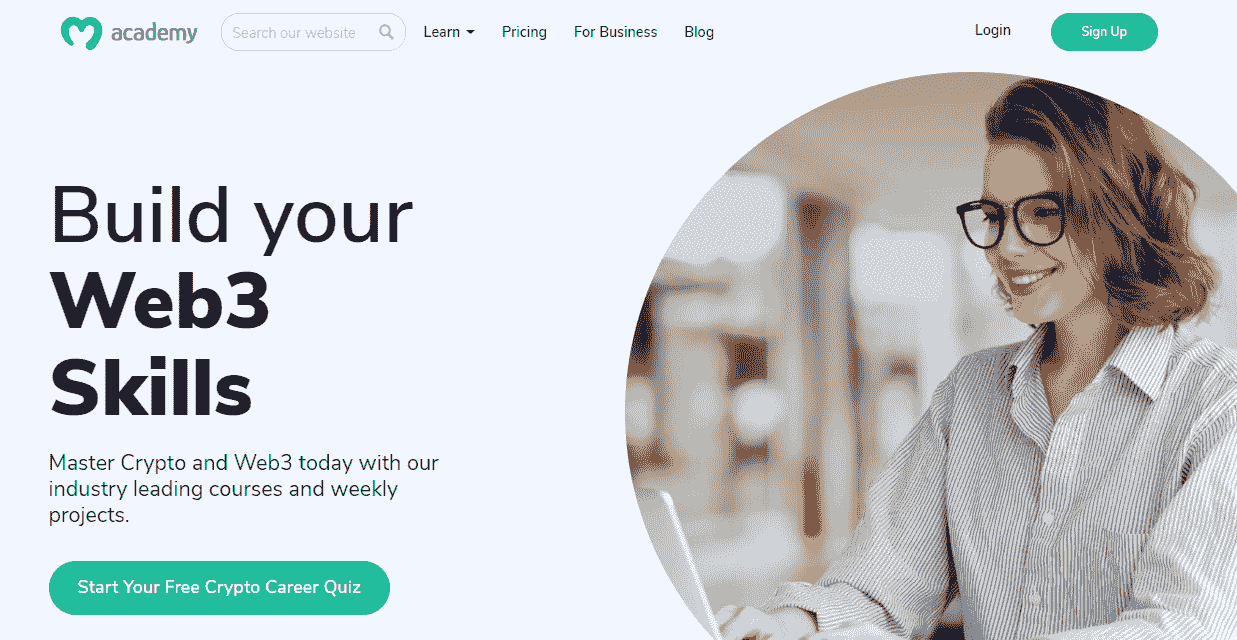 academy
Search our website
Learn
Pricing
For Business
Blog
Login
Sign Up
Build your
Web3
Skills
Master Crypto and Web3 today with our
industry leading courses and weekly
projects.
Start Your Free Crypto Career Quiz